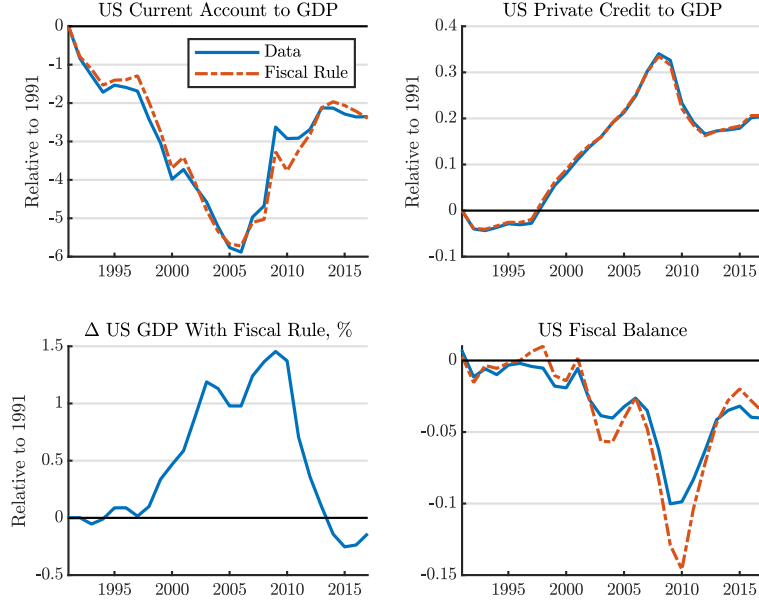 US Current Account to GDP
Relative to 1991
0
-1
-2
-3
-4
-5
-6
1995 2000 2005 2010 2015
Data
Fiscal Rule
US Private Credit to GDP
Relative to 1991
0.4
0.3
0.2
0.1
0
-0.1
1995 2000 2005 2010 2015
Δ US GDP With Fiscal Rule, %
Relative to 1991
1.5
1
0.5
0
-0.5
1995 2000 2005 2010 2015
US Fiscal Balance
0
-0.05
-0.1
-0.15
1995 2000 2005 2010 2015